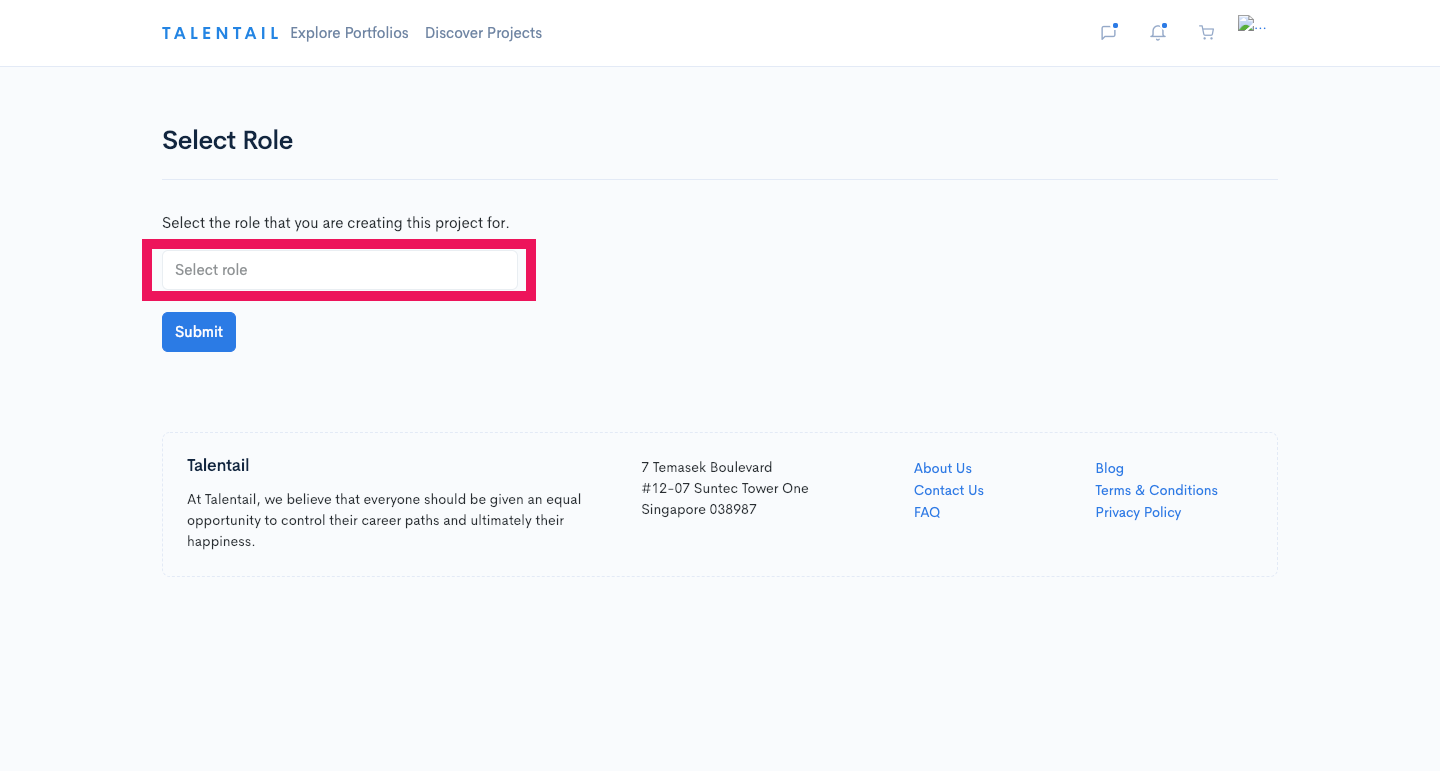 TALENTAIL Explore Portfolios Discover Projects ...
Select Role
Select the role that you are creating this project for.
Select role
Submit
Talentail
At Talentail, we believe that everyone should be given an equal
opportunity to control their career paths and ultimately their
happiness.
7 Temasek Boulevard
#12-07 Suntec Tower One
Singapore 038987
About Us
Contact Us
FAQ
Blog
Terms & Conditions
Privacy Policy